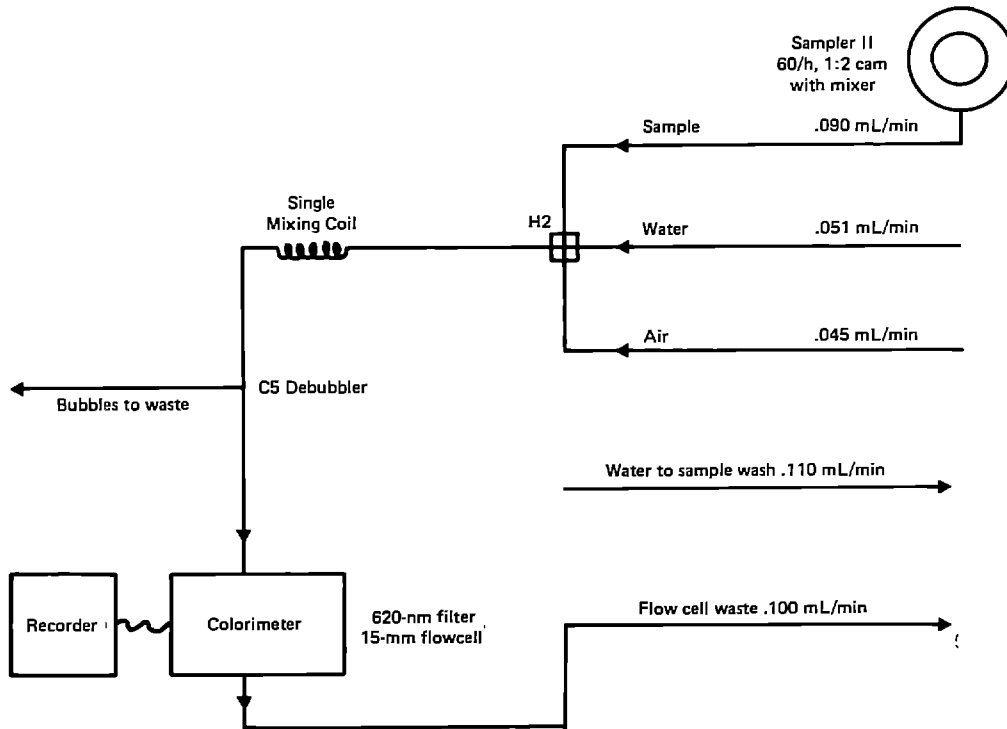 Sampler II
60/h, 1:2 cam
with mixer
Sample
.090 mL/min
Single
Mixing Coil
H2
Water
.051 mL/min
Air
.045 mL/min
C5 Debubbler
Bubbles to waste
Water to sample wash .110 mL/min
Recorder
Colorimeter
620-nm filter
15-mm flowcell
Flow cell waste .100 mL/min